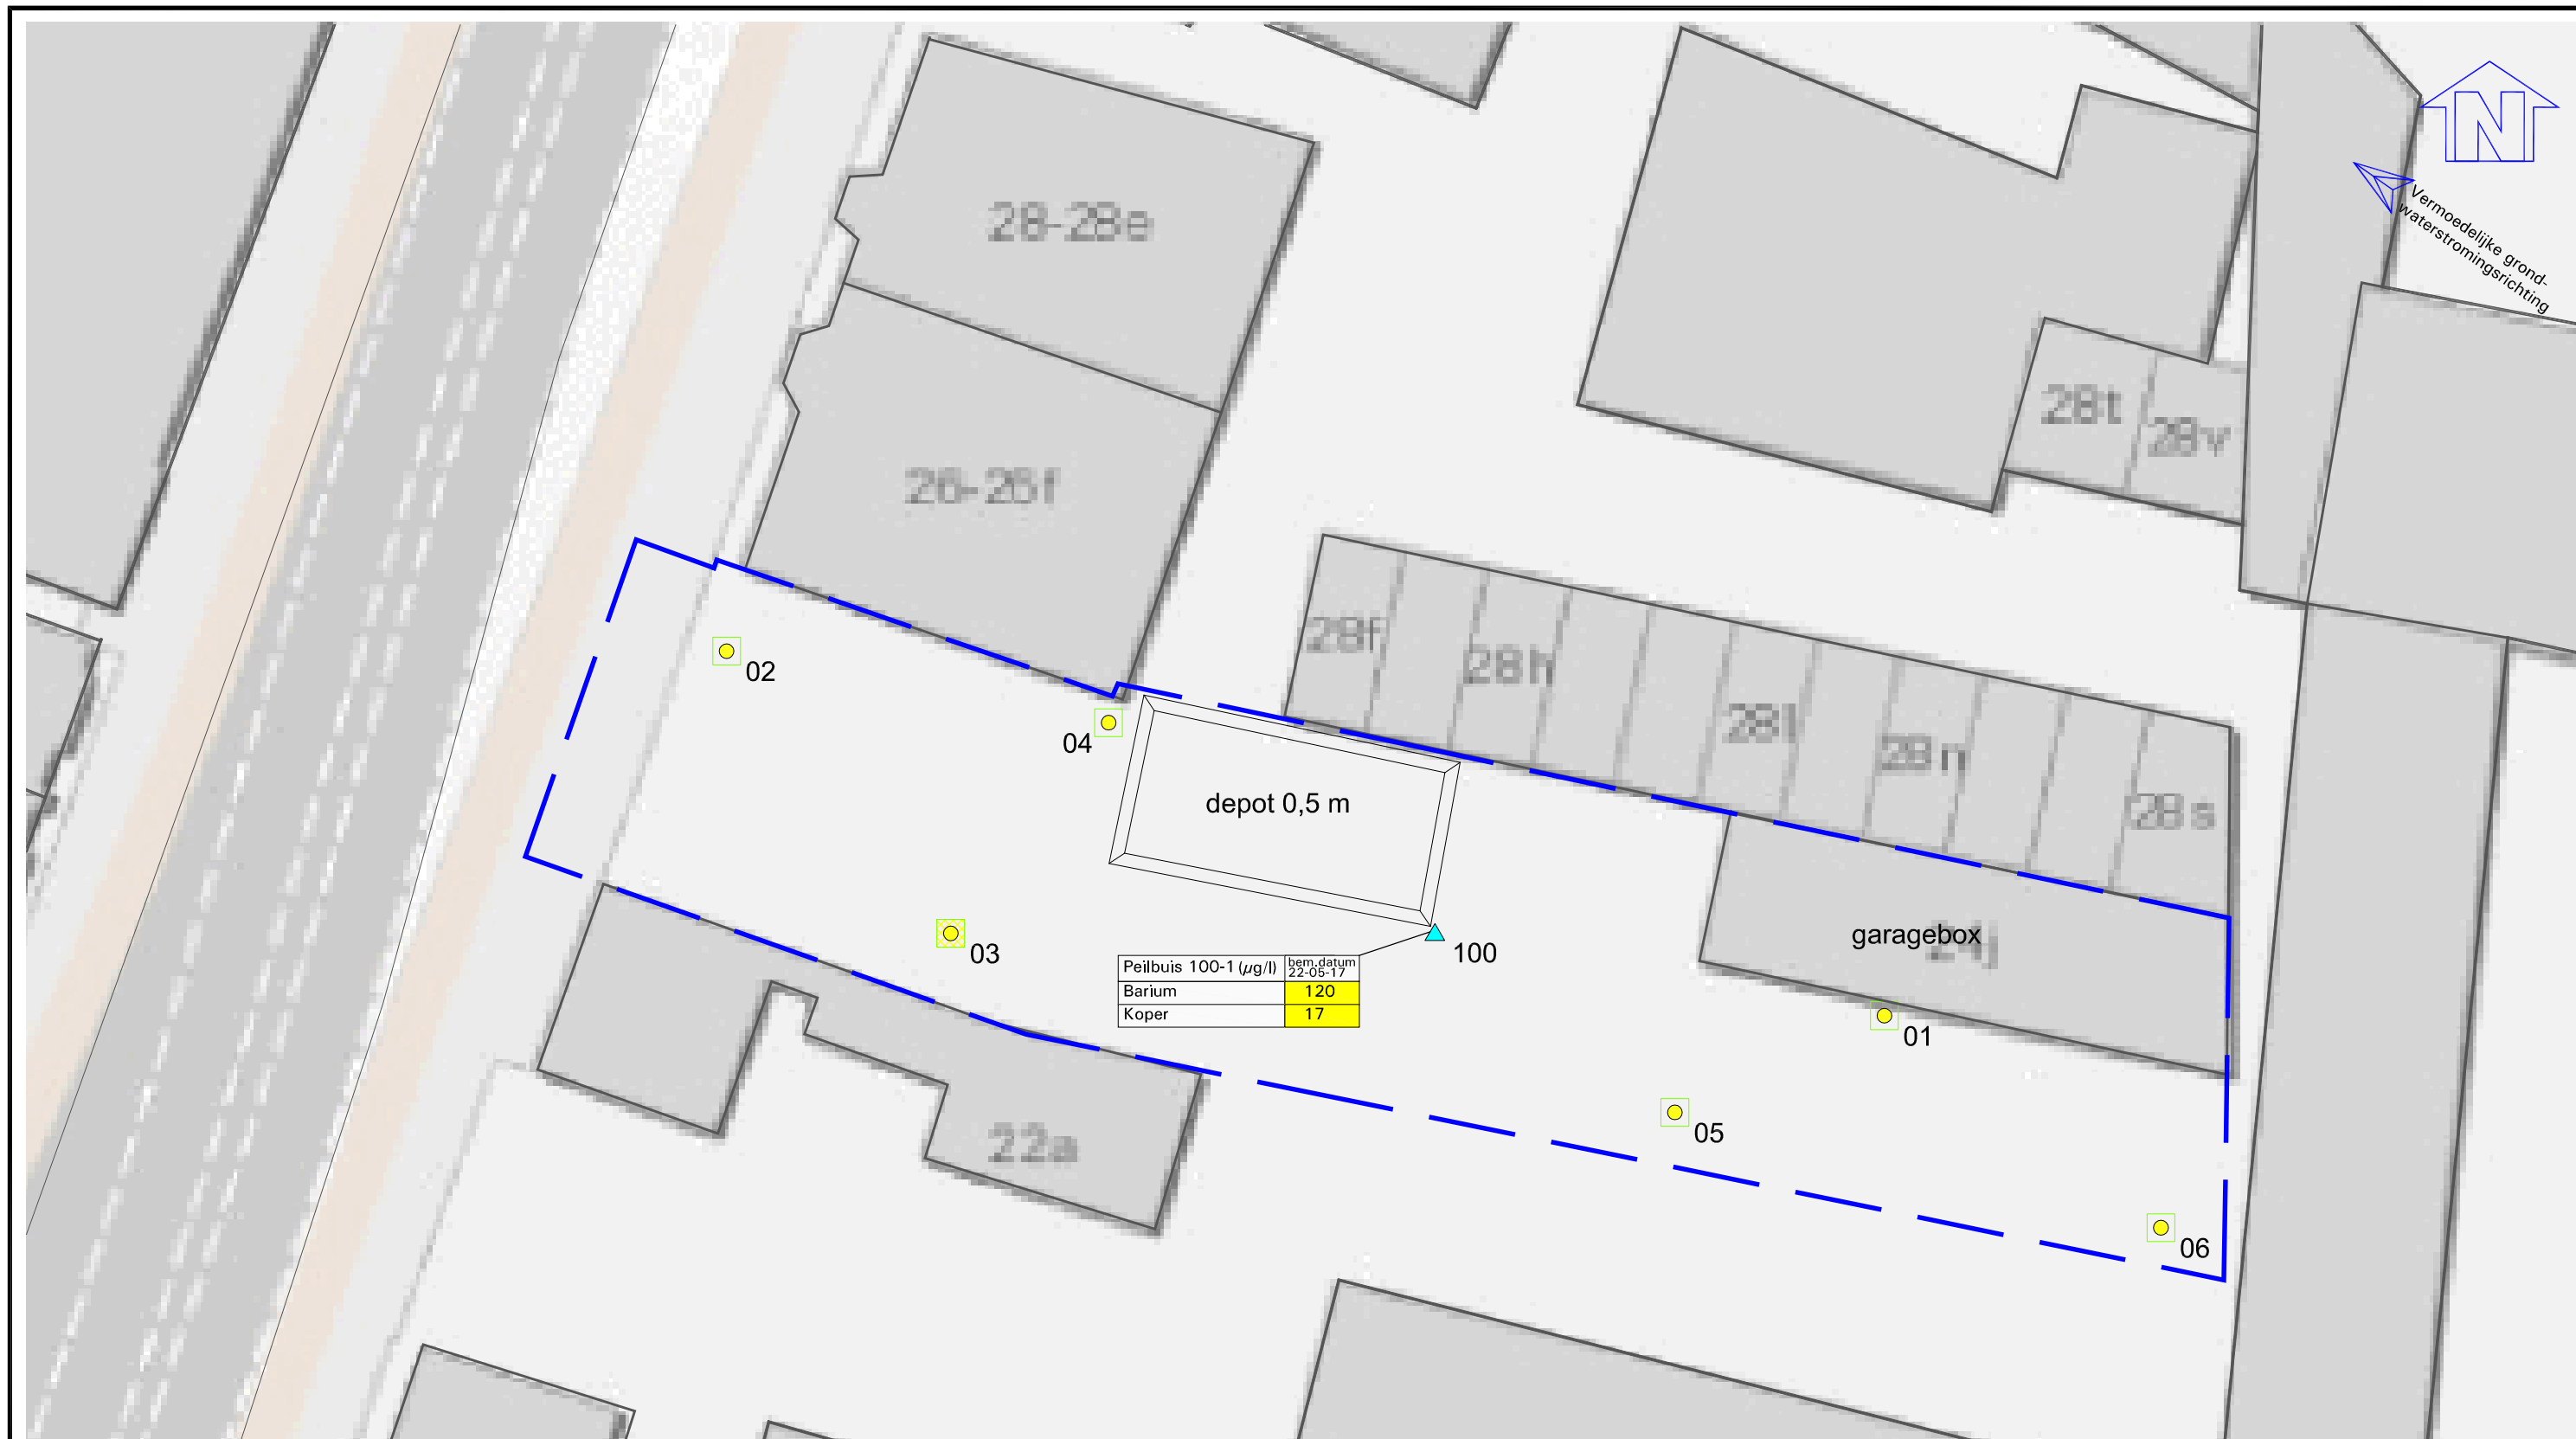 N
Vermoedelijke grond-
waterstromingsrichting
28-28e
26-26f
28t
28v
28f
28h
28l
28n
28s
02
04
depot 0,5 m
03
100
garagebox
24j
01
Peilbuis 100-1 (µg/l) bem.datum 22-05-17
Barium 120
Koper 17
05
22a
06